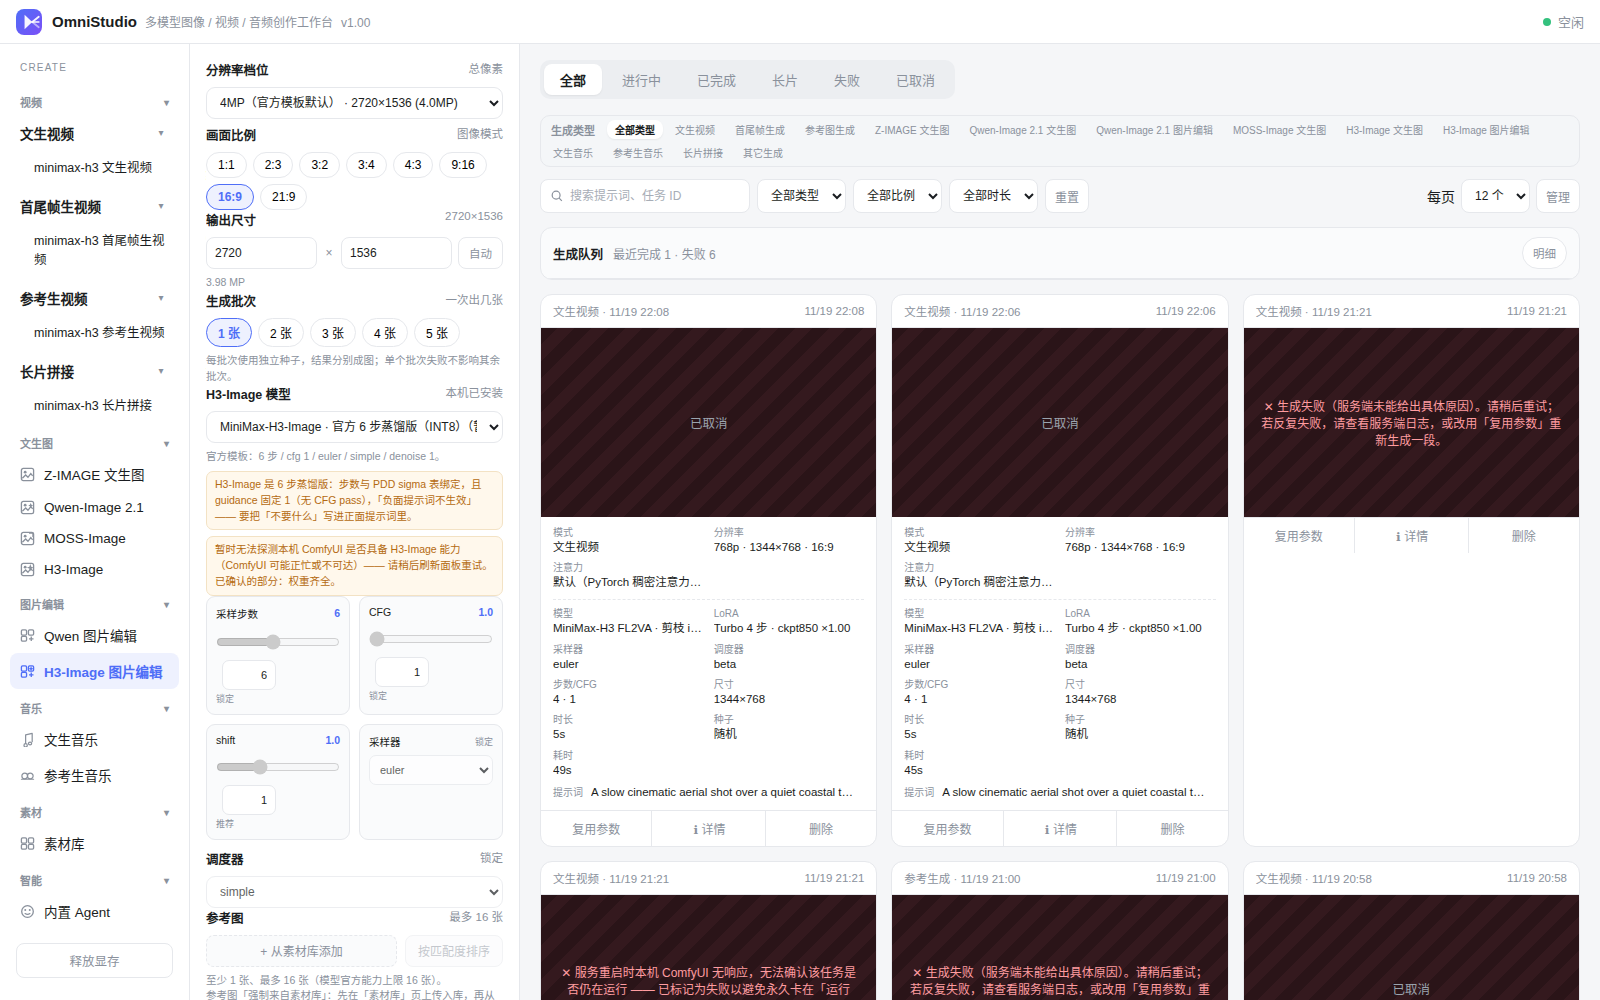 OmniStudio 多模型图像 / 视频 / 音频创作工作台 v1.00
空闲
CREATE
视频
文生视频
minimax-h3 文生视频
首尾帧生视频
minimax-h3 首尾帧生视
频
参考生视频
minimax-h3 参考生视频
长片拼接
minimax-h3 长片拼接
文生图
Z-IMAGE 文生图
Qwen-Image 2.1
MOSS-Image
H3-Image
图片编辑
Qwen 图片编辑
H3-Image 图片编辑
音乐
文生音乐
参考生音乐
素材
素材库
智能
内置 Agent
释放显存
分辨率档位 总像素
4MP（官方模板默认） · 2720×1536 (4.0MP)
画面比例 图像模式
1:1 2:3 3:2 3:4 4:3 9:16
16:9 21:9
输出尺寸 2720×1536
2720 × 1536 自动
3.98 MP
生成批次 一次出几张
1 张 2 张 3 张 4 张 5 张
每批次使用独立种子，结果分别成图；单个批次失败不影响其余
批次。
H3-Image 模型 本机已安装
MiniMax-H3-Image · 官方 6 步蒸馏版（INT8）
官方模板：6 步 / cfg 1 / euler / simple / denoise 1。
H3-Image 是 6 步蒸馏版：步数与 PDD sigma 表绑定，且
guidance 固定 1（无 CFG pass），「负面提示词不生效」
—— 要把「不要什么」写进正面提示词里。
暂时无法探测本机 ComfyUI 是否具备 H3-Image 能力
（ComfyUI 可能正忙或不可达）—— 请稍后刷新面板重试。
已确认的部分：权重齐全。
采样步数 6
6
锁定
CFG 1.0
1
锁定
shift 1.0
1
推荐
采样器 锁定
euler
调度器 锁定
simple
参考图 最多 16 张
+ 从素材库添加 按匹配度排序
至少 1 张、最多 16 张（模型官方能力上限 16 张）。
参考图「强制来自素材库」：先在「素材库」页上传入库，再从
全部 进行中 已完成 长片 失败 已取消
生成类型 全部类型 文生视频 首尾帧生成 参考图生成 Z-IMAGE 文生图 Qwen-Image 2.1 文生图 Qwen-Image 2.1 图片编辑 MOSS-Image 文生图 H3-Image 文生图 H3-Image 图片编辑
文生音乐 参考生音乐 长片拼接 其它生成
搜索提示词、任务 ID 全部类型 全部比例 全部时长 重置 每页 12 个 管理
生成队列 最近完成 1 · 失败 6 明细
文生视频 · 11/19 22:08 11/19 22:08
已取消
模式 分辨率
文生视频 768p · 1344×768 · 16:9
注意力
默认（PyTorch 稠密注意力…
模型 LoRA
MiniMax-H3 FL2VA · 剪枝 i… Turbo 4 步 · ckpt850 ×1.00
采样器 调度器
euler beta
步数/CFG 尺寸
4 · 1 1344×768
时长 种子
5s 随机
耗时
49s
提示词 A slow cinematic aerial shot over a quiet coastal t…
复用参数 ℹ 详情 删除
文生视频 · 11/19 22:06 11/19 22:06
已取消
模式 分辨率
文生视频 768p · 1344×768 · 16:9
注意力
默认（PyTorch 稠密注意力…
模型 LoRA
MiniMax-H3 FL2VA · 剪枝 i… Turbo 4 步 · ckpt850 ×1.00
采样器 调度器
euler beta
步数/CFG 尺寸
4 · 1 1344×768
时长 种子
5s 随机
耗时
45s
提示词 A slow cinematic aerial shot over a quiet coastal t…
复用参数 ℹ 详情 删除
文生视频 · 11/19 21:21 11/19 21:21
✕ 生成失败（服务端未能给出具体原因）。请稍后重试；
若反复失败，请查看服务端日志，或改用「复用参数」重
新生成一段。
复用参数 ℹ 详情 删除
文生视频 · 11/19 21:21 11/19 21:21
✕ 服务重启时本机 ComfyUI 无响应，无法确认该任务是
否仍在运行 —— 已标记为失败以避免永久卡在「运行
参考生成 · 11/19 21:00 11/19 21:00
✕ 生成失败（服务端未能给出具体原因）。请稍后重试；
若反复失败，请查看服务端日志，或改用「复用参数」重
文生视频 · 11/19 20:58 11/19 20:58
已取消